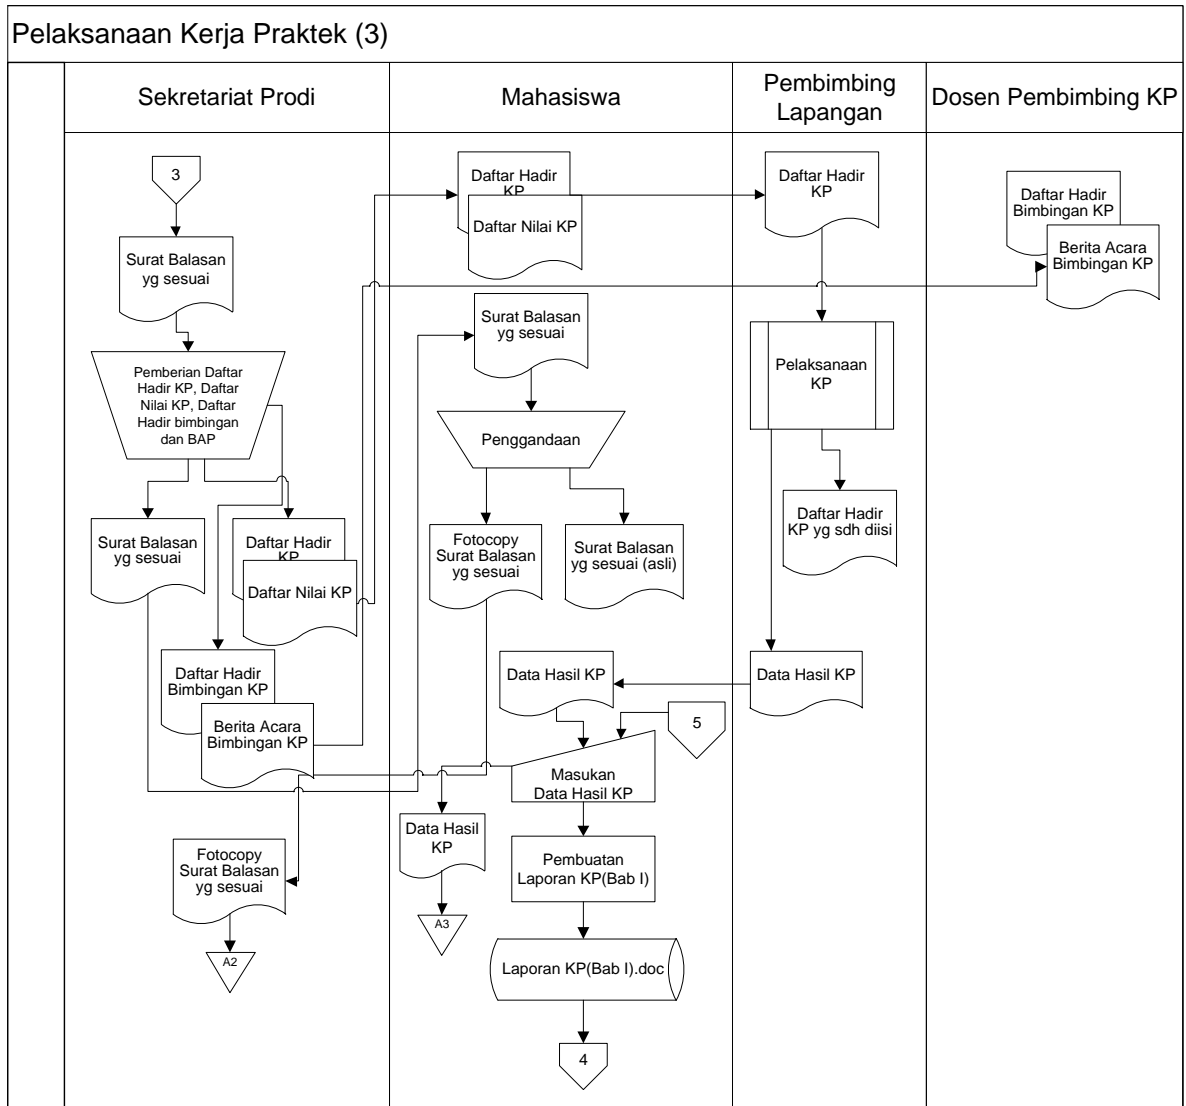 Pelaksanaan Kerja Praktek (3)
Sekretariat Prodi
Mahasiswa
Pembimbing
Lapangan
Dosen Pembimbing KP
3
Surat Balasan
yg sesuai
Pemberian Daftar
Hadir KP, Daftar
Nilai KP, Daftar
Hadir bimbingan
dan BAP
Surat Balasan
yg sesuai
Daftar Hadir
KP
Daftar Nilai KP
Daftar Hadir
Bimbingan KP
Berita Acara
Bimbingan KP
Fotocopy
Surat Balasan
yg sesuai
A2
Daftar Hadir
KP
Daftar Nilai KP
Surat Balasan
yg sesuai
Penggandaan
Fotocopy
Surat Balasan
yg sesuai
Surat Balasan
yg sesuai (asli)
Data Hasil KP
5
Masukan
Data Hasil KP
Data Hasil
KP
A3
Pembuatan
Laporan KP(Bab I)
Laporan KP(Bab I).doc
4
Daftar Hadir
KP
Pelaksanaan
KP
Daftar Hadir
KP yg sdh diisi
Data Hasil KP
Daftar Hadir
Bimbingan KP
Berita Acara
Bimbingan KP